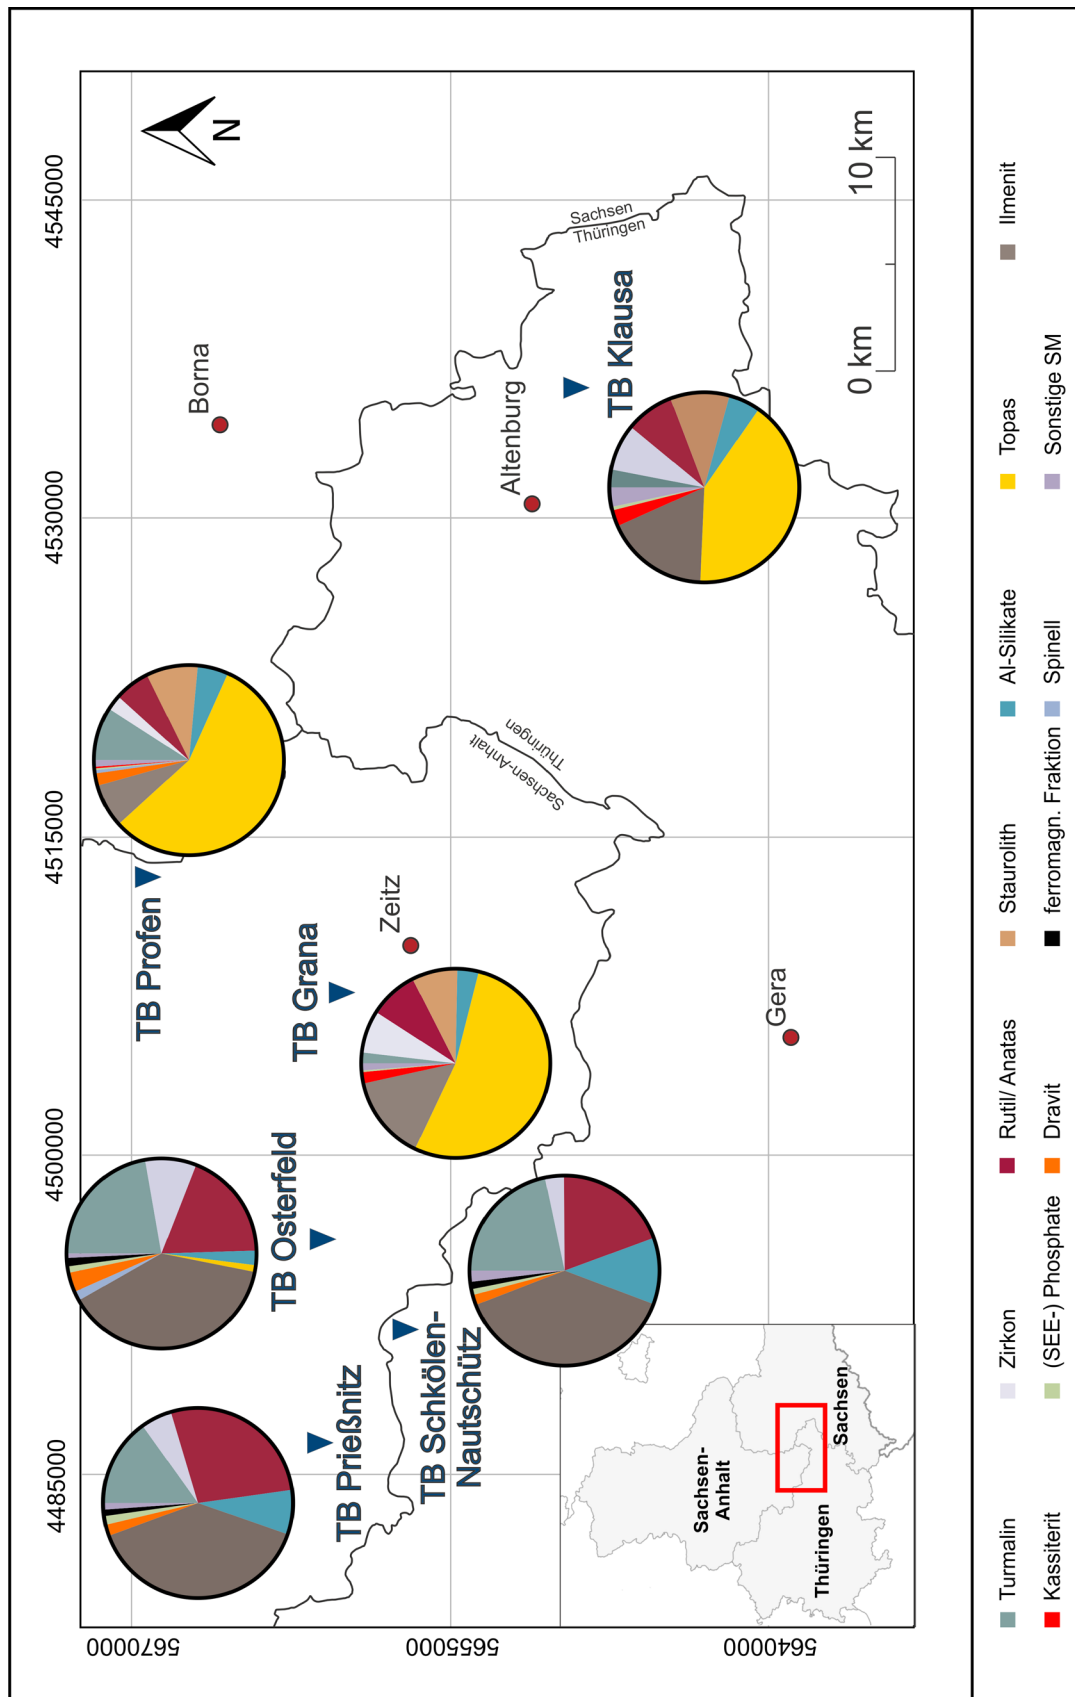 4485000
4500000
4515000
4530000
4545000
5670000
5655000
5640000
N
TB Profen
Borna
TB Osterfeld
TB Grana
Zeitz
TB Prießnitz
TB Schkölen-
Nautschütz
Altenburg
TB Klausa
Sachsen
Thüringen
Sachsen-Anhalt
Thüringen
Gera
0 km
10 km
Sachsen-
Anhalt
Thüringen
Sachsen
Turmalin
Zirkon
Rutil/ Anatas
Staurolith
Al-Silikate
Topas
Ilmenit
Kassiterit
(SEE-) Phosphate
Dravit
ferromagn. Fraktion
Spinell
Sonstige SM